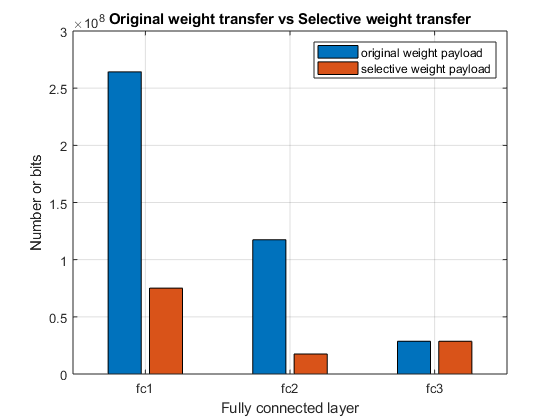 ×10⁸
Original weight transfer vs Selective weight transfer
3
2.5
2
1.5
1
0.5
0
Number or bits
original weight payload
selective weight payload
fc1 fc2 fc3
Fully connected layer